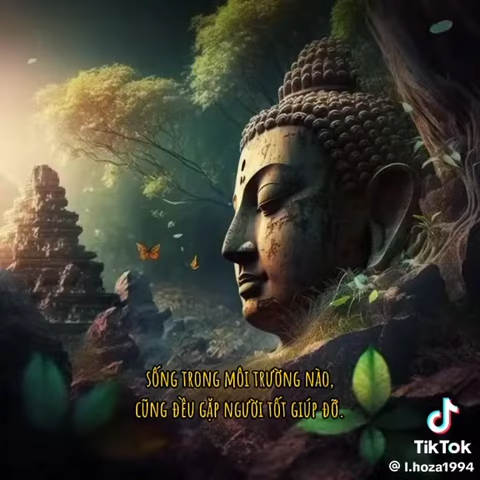 SỐNG TRONG MÔI TRƯỜNG NÀO,
CŨNG ĐỀU GẶP NGƯỜI TỐT GIÚP ĐỠ.
TikTok
@ l.hoza1994